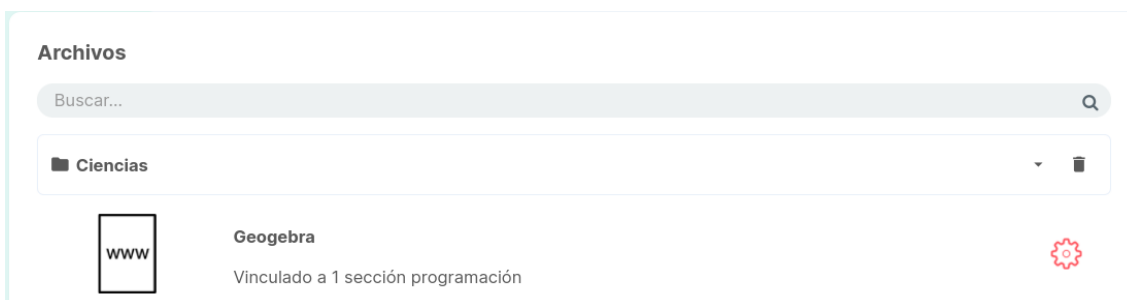 Archivos
Buscar...
Ciencias
www
Geogebra
Vinculado a 1 sección programación